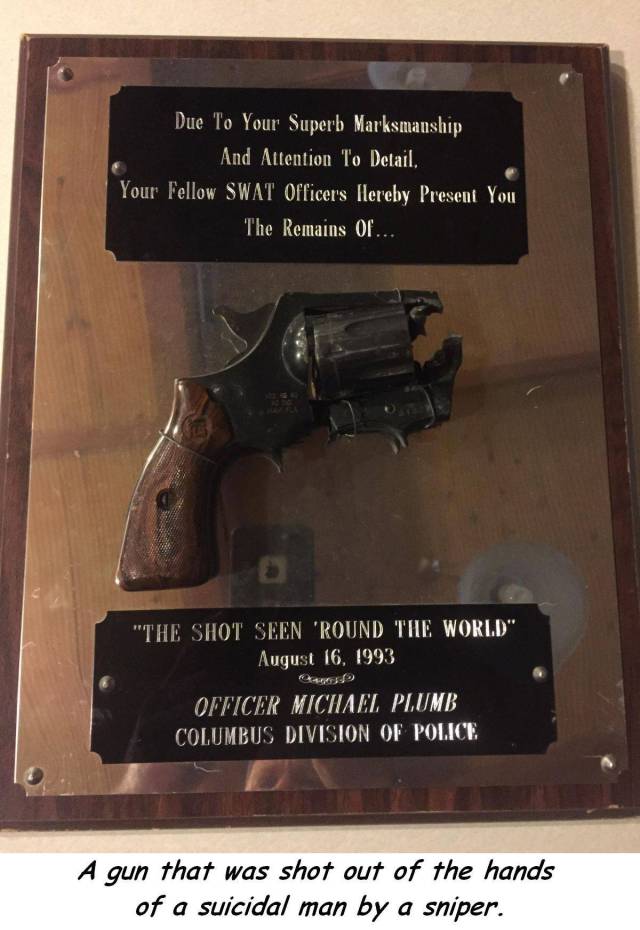 Due To Your Superb Marksmanship
And Attention To Detail,
Your Fellow SWAT Officers Hereby Present You
The Remains Of...
"THE SHOT SEEN 'ROUND THE WORLD"
August 16, 1993
OFFICER MICHAEL PLUMB
COLUMBUS DIVISION OF POLICE
A gun that was shot out of the hands
of a suicidal man by a sniper.